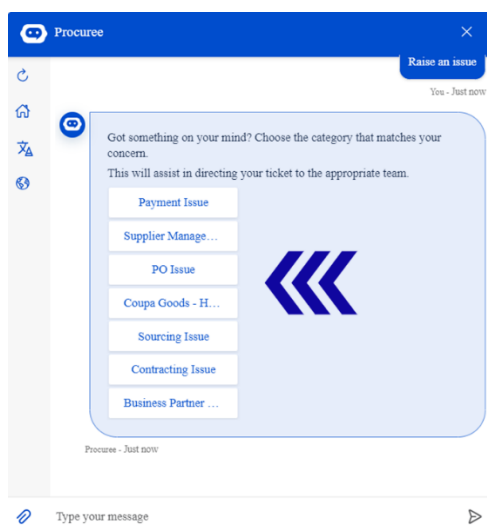 Procuree
Raise an issue
You - Just now
Got something on your mind? Choose the category that matches your
concern.
This will assist in directing your ticket to the appropriate team.
Payment Issue
Supplier Manage...
PO Issue
Coupa Goods - H...
Sourcing Issue
Contracting Issue
Business Partner ...
Procuree - Just now
Type your message